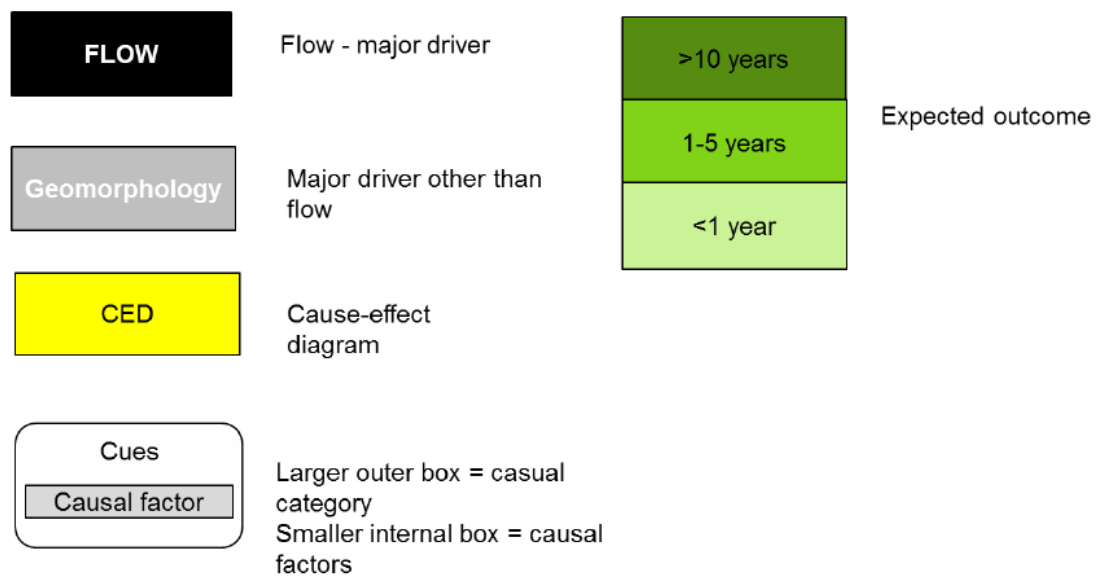 FLOW
Flow - major driver
Geomorphology
Major driver other than
flow
CED
Cause-effect
diagram
Cues
Causal factor
Larger outer box = casual
category
Smaller internal box = causal
factors
>10 years
1-5 years
<1 year
Expected outcome